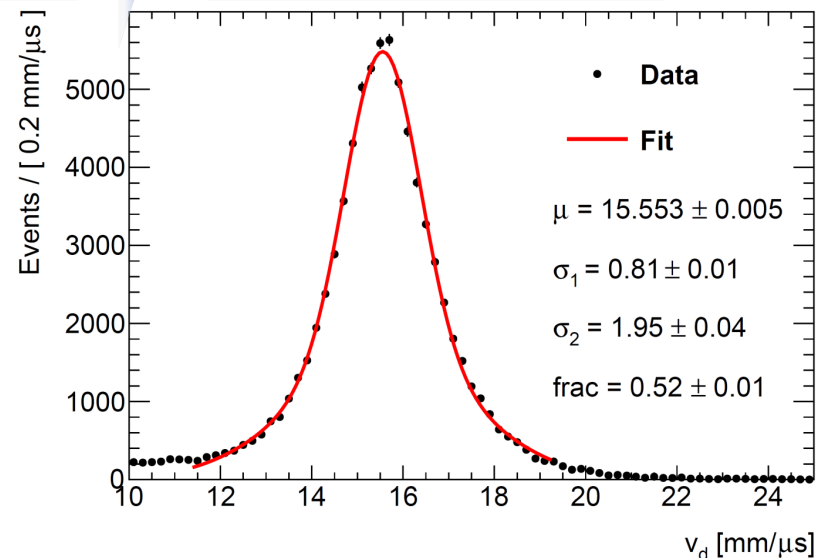 Events / [ 0.2 mm/μs ]
5000
4000
3000
2000
1000
0
10 12 14 16 18 20 22 24
v_d [mm/μs]
Data
Fit
μ = 15.553 ± 0.005
σ₁ = 0.81 ± 0.01
σ₂ = 1.95 ± 0.04
frac = 0.52 ± 0.01